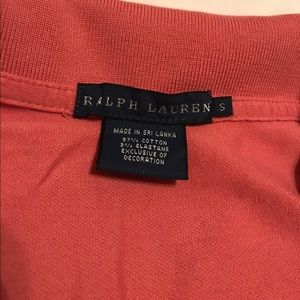 RALPH LAUREN S
MADE IN SRI LANKA
97% COTTON
3% ELASTANE
EXCLUSIVE OF
DECORATION